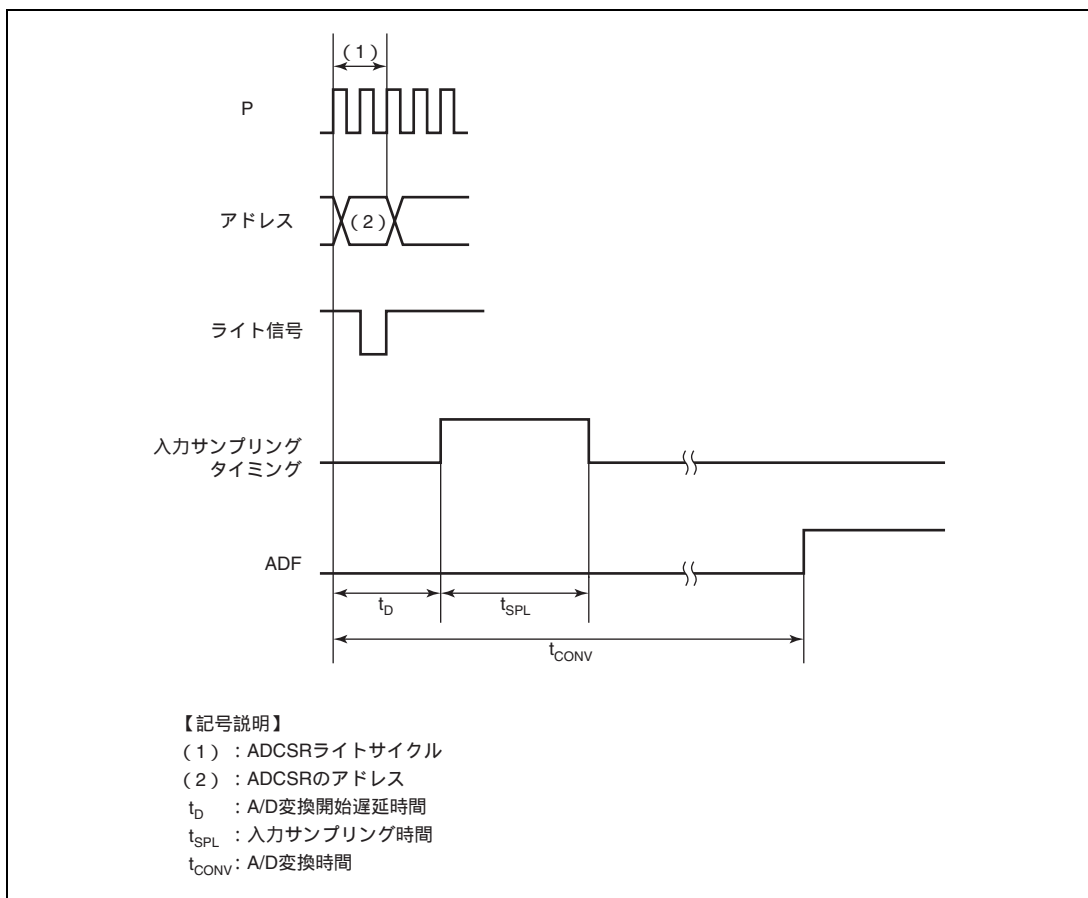 （1）
P
アドレス
（2）
ライト信号
入力サンプリング
タイミング
ADF
tD
tSPL
tCONV
【記号説明】
（1）：ADCSRライトサイクル
（2）：ADCSRのアドレス
tD ：A/D変換開始遅延時間
tSPL ：入力サンプリング時間
tCONV：A/D変換時間